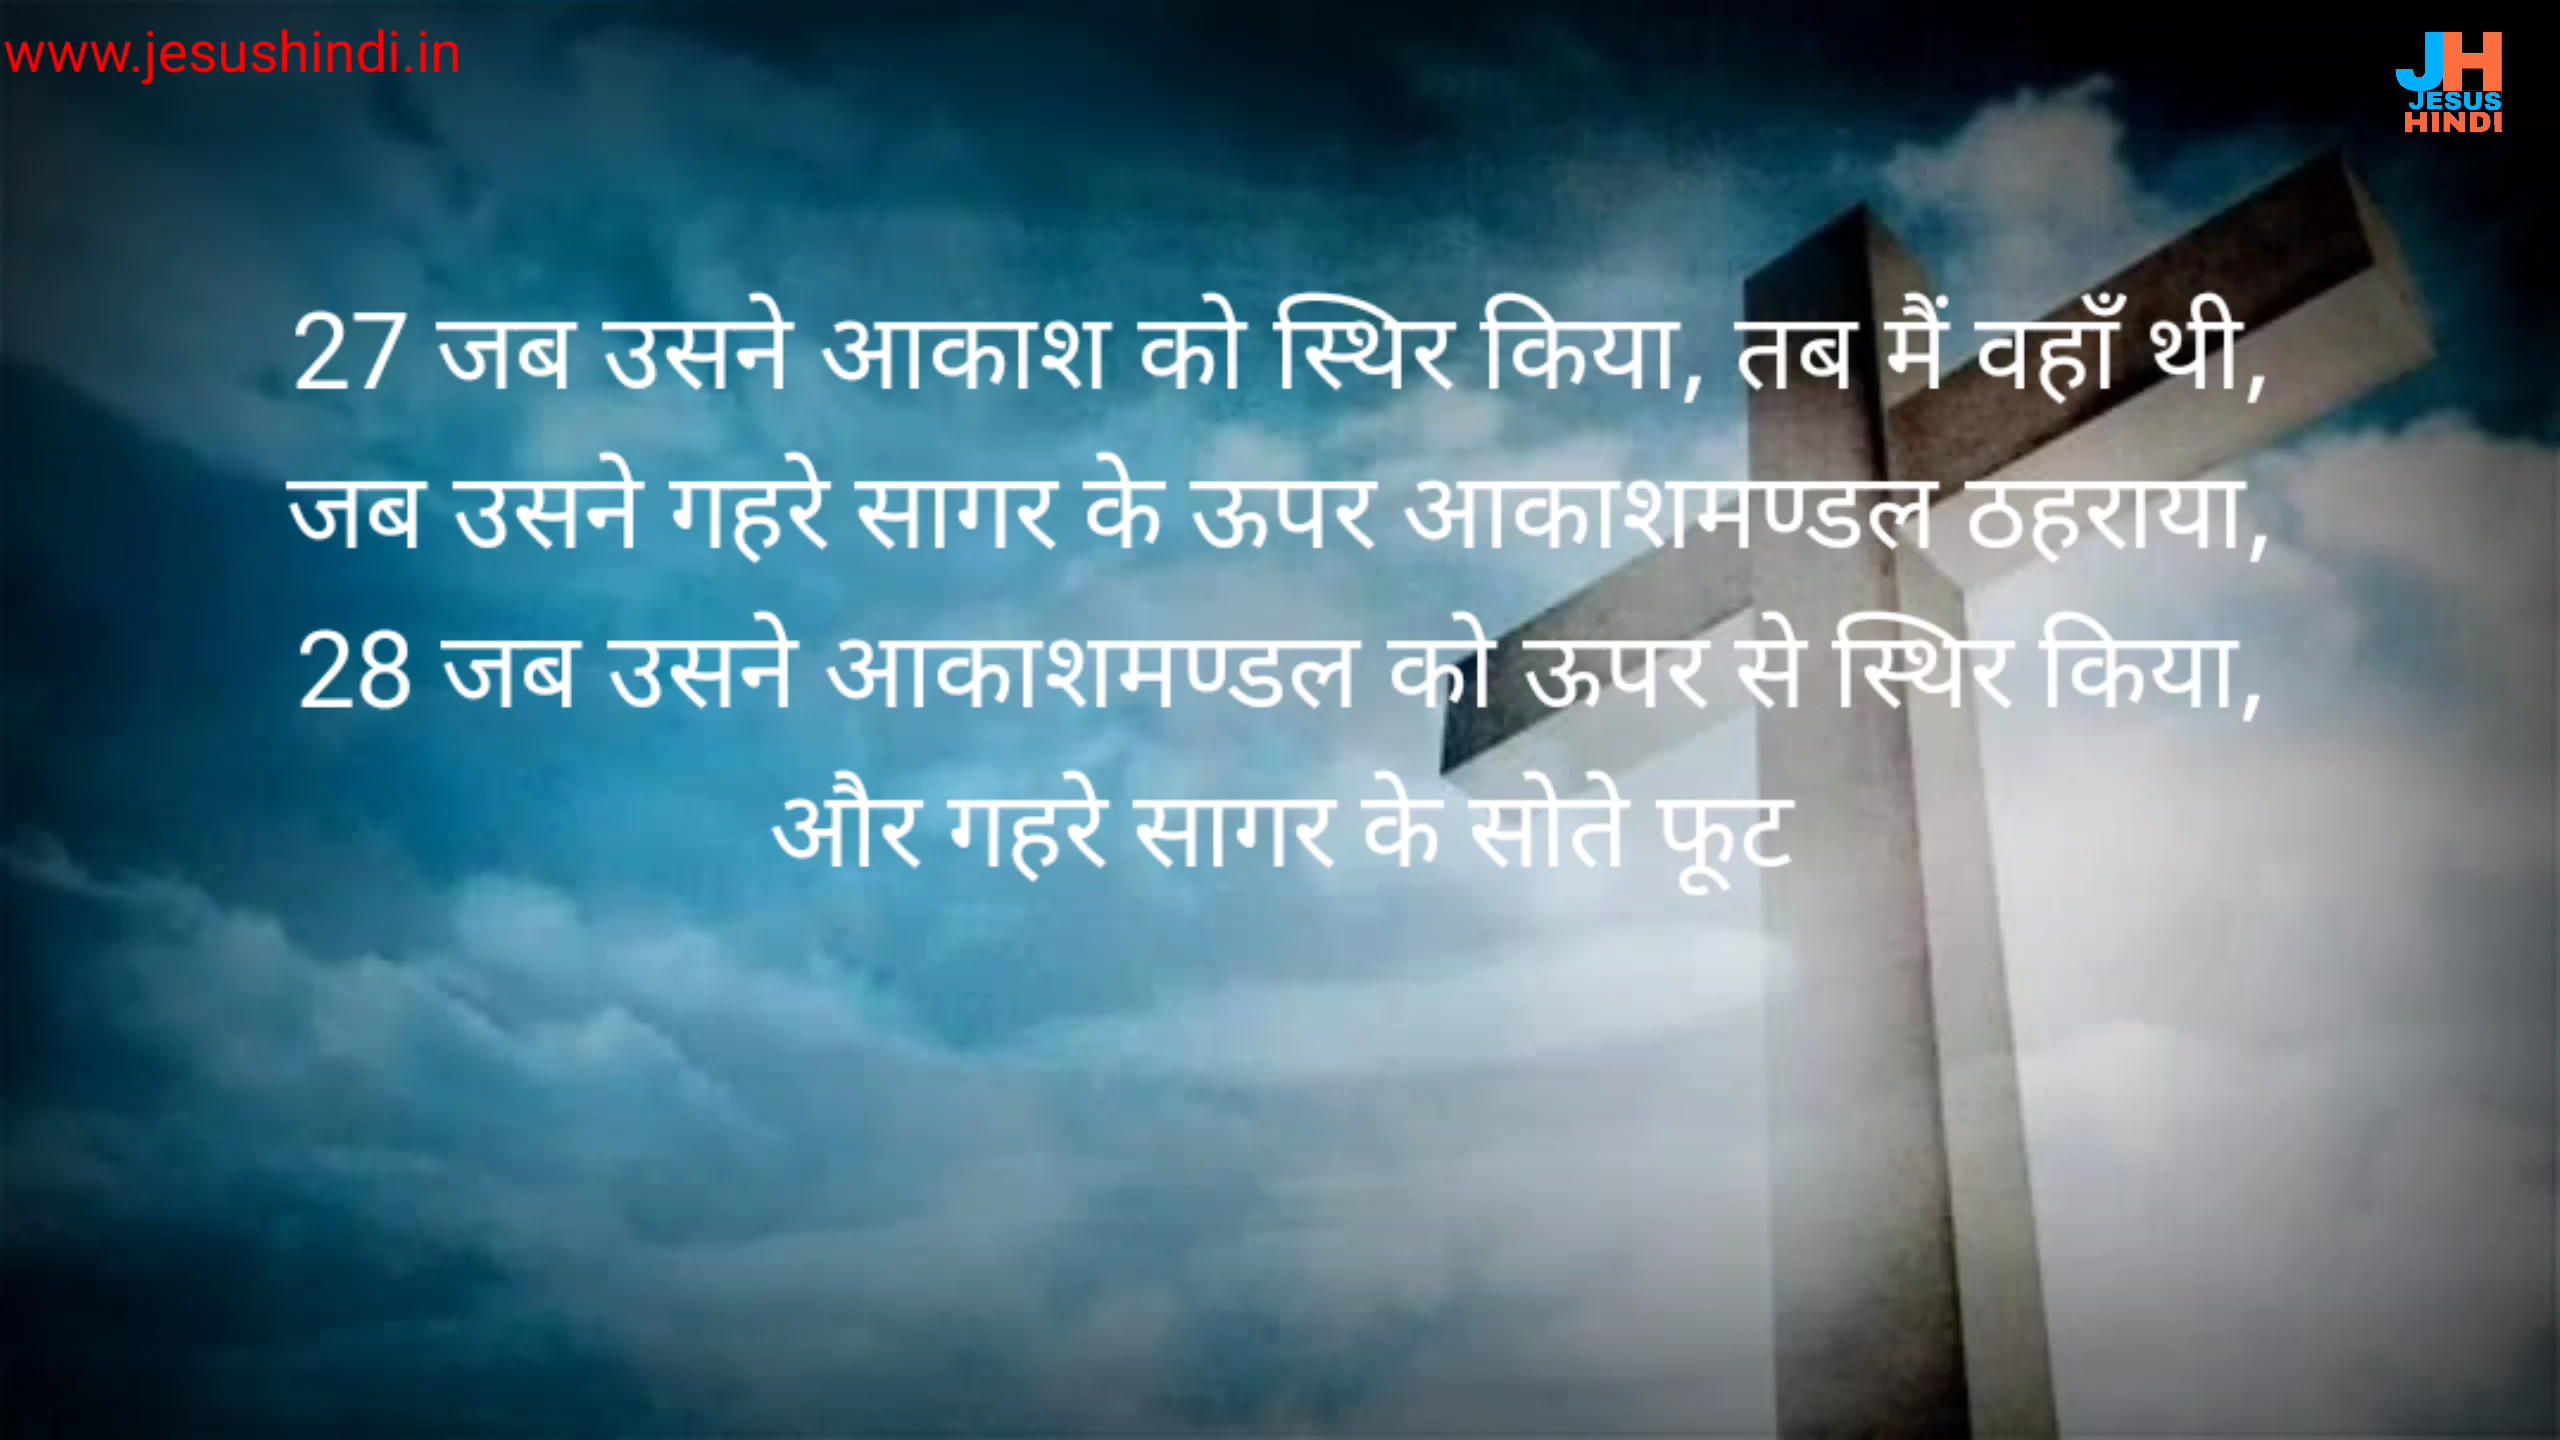 www.jesushindi.in
JH
JESUS
HINDI
27 जब उसने आकाश को स्थिर किया, तब मैं वहाँ थी,
जब उसने गहरे सागर के ऊपर आकाशमण्डल ठहराया,
28 जब उसने आकाशमण्डल को ऊपर से स्थिर किया,
और गहरे सागर के सोते फूट